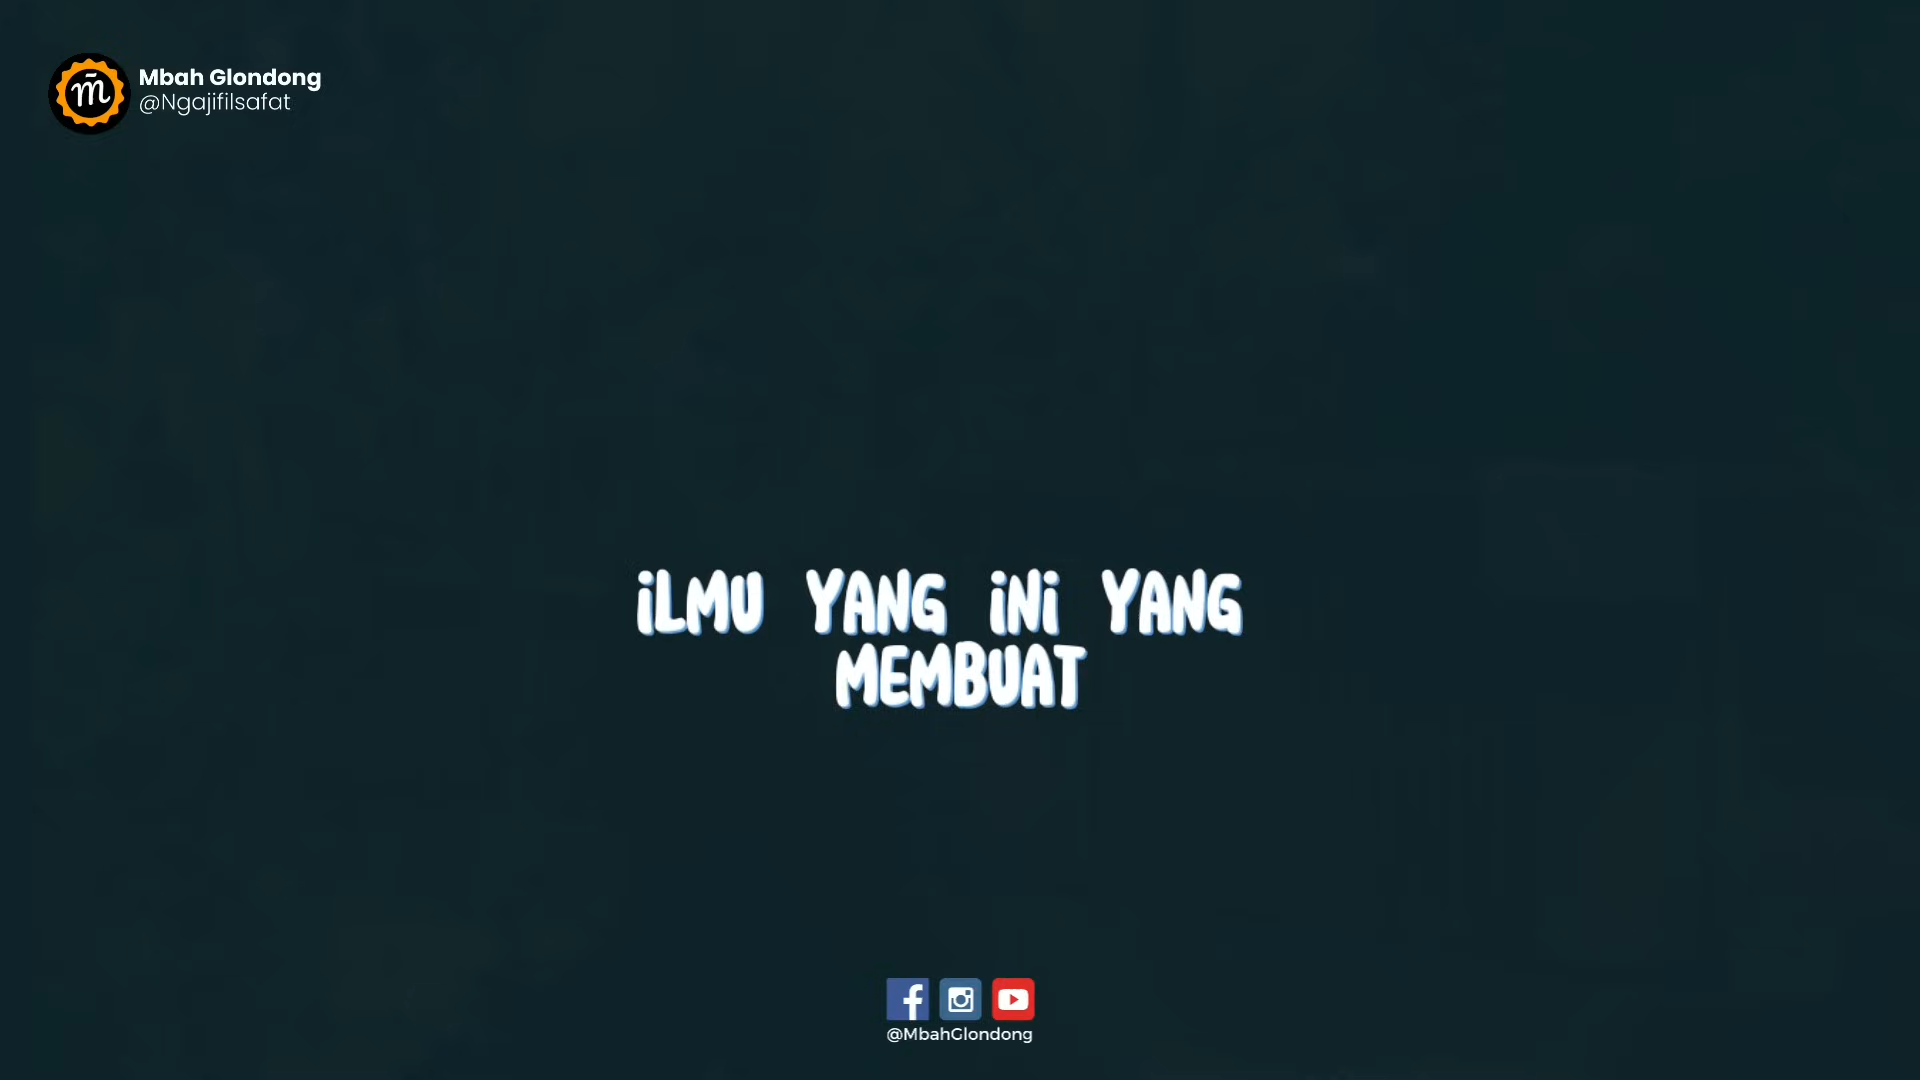 Mbah Glondong
@Ngajifilsafat
iLMU YANG iNi YANG
MEMBUAT
@MbahGlondong